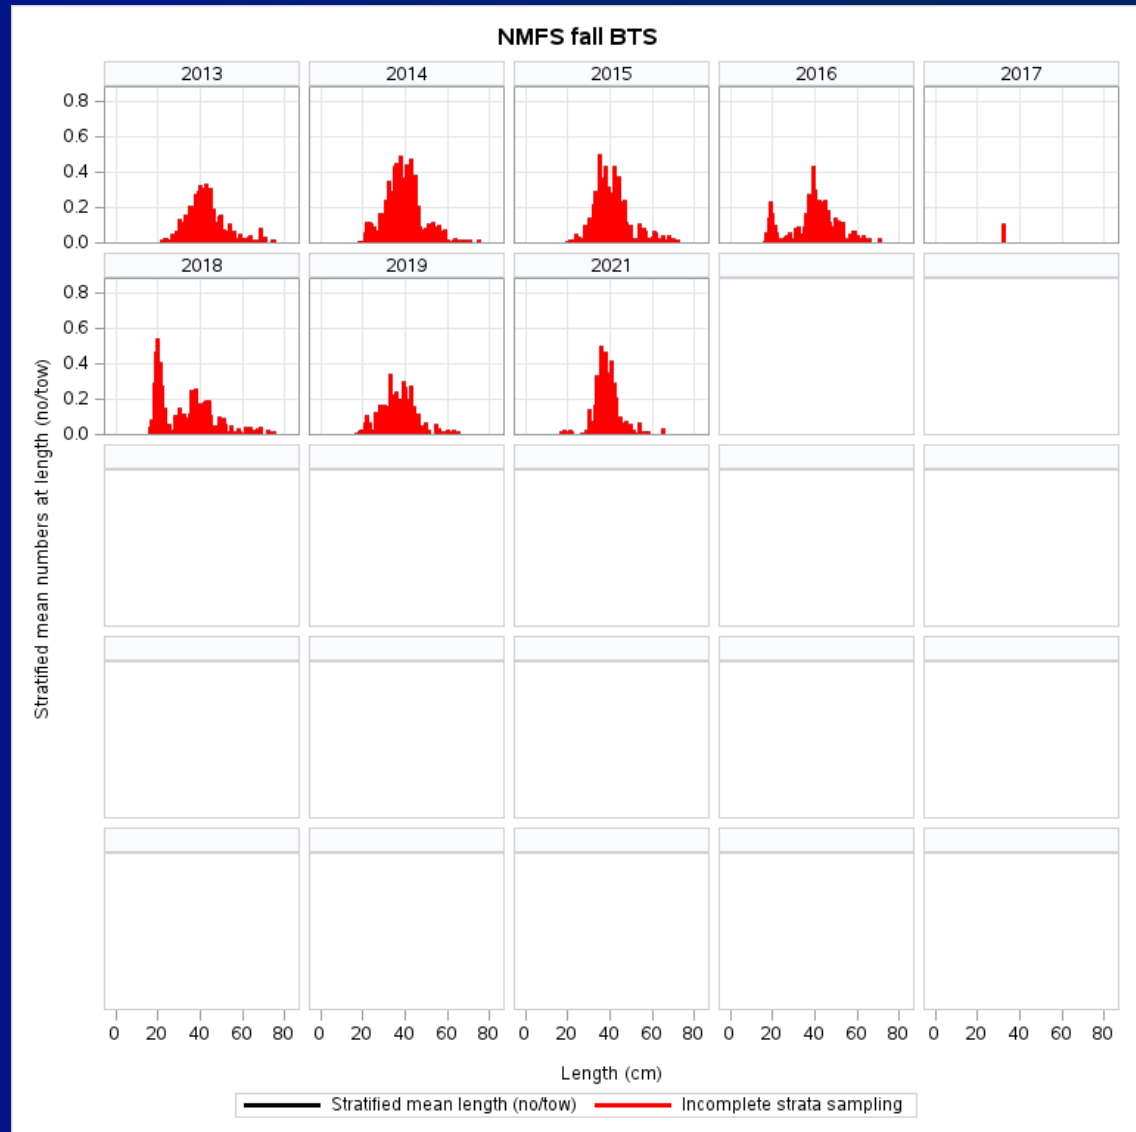 NMFS fall BTS
2013 2014 2015 2016 2017
0.8
0.6
0.4
0.2
0.0
2018 2019 2021
0.8
0.6
0.4
0.2
0.0
Stratified mean numbers at length (no/tow)
0 20 40 60 80 0 20 40 60 80 0 20 40 60 80 0 20 40 60 80 0 20 40 60 80
Length (cm)
Stratified mean length (no/tow) Incomplete strata sampling